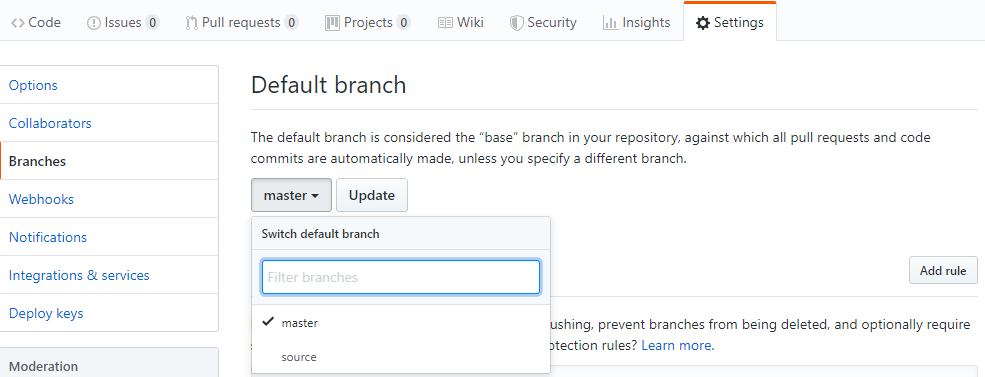 Code Issues 0 Pull requests 0 Projects 0 Wiki Security Insights Settings
Options
Collaborators
Branches
Webhooks
Notifications
Integrations & services
Deploy keys
Moderation
Default branch
The default branch is considered the “base” branch in your repository, against which all pull requests and code
commits are automatically made, unless you specify a different branch.
master Update
Switch default branch
Filter branches
master
source
Add rule
ushing, prevent branches from being deleted, and optionally require
otection rules? Learn more.